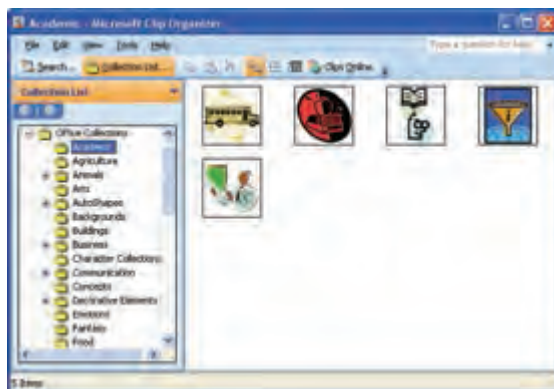 Academic - Microsoft Clip Organizer
File Edit View Tools Help
Type a question for help
Search... Collection List... Clips Online
Collection List
Office Collections
Academic
Agriculture
Animals
Arts
AutoShapes
Backgrounds
Buildings
Business
Character Collections
Communication
Concepts
Decorative Elements
Emotions
Fantasy
Food
5 Items